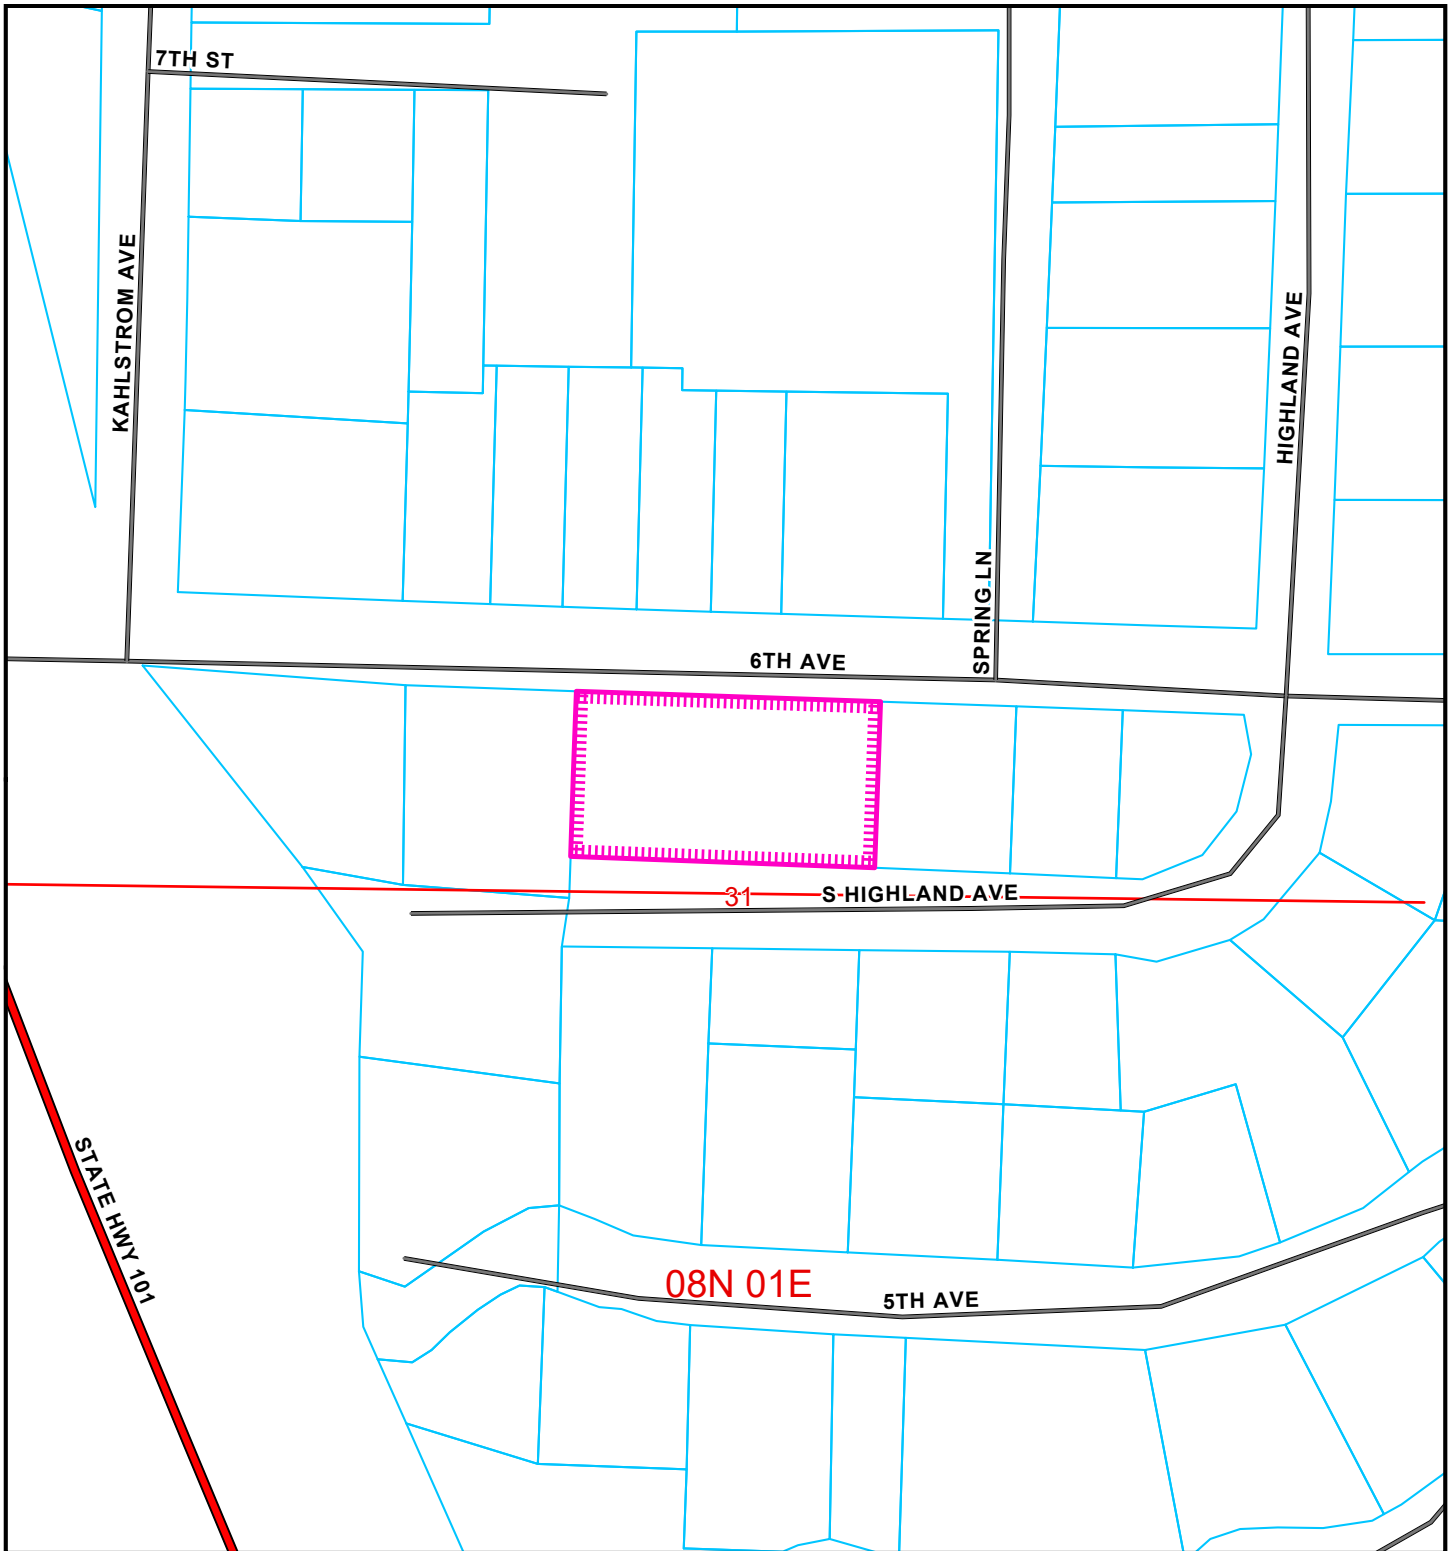 7TH ST
KAHLSTROM AVE
HIGHLAND AVE
SPRING LN
6TH AVE
31
S HIGHLAND AVE
STATE HWY 101
08N 01E
5TH AVE